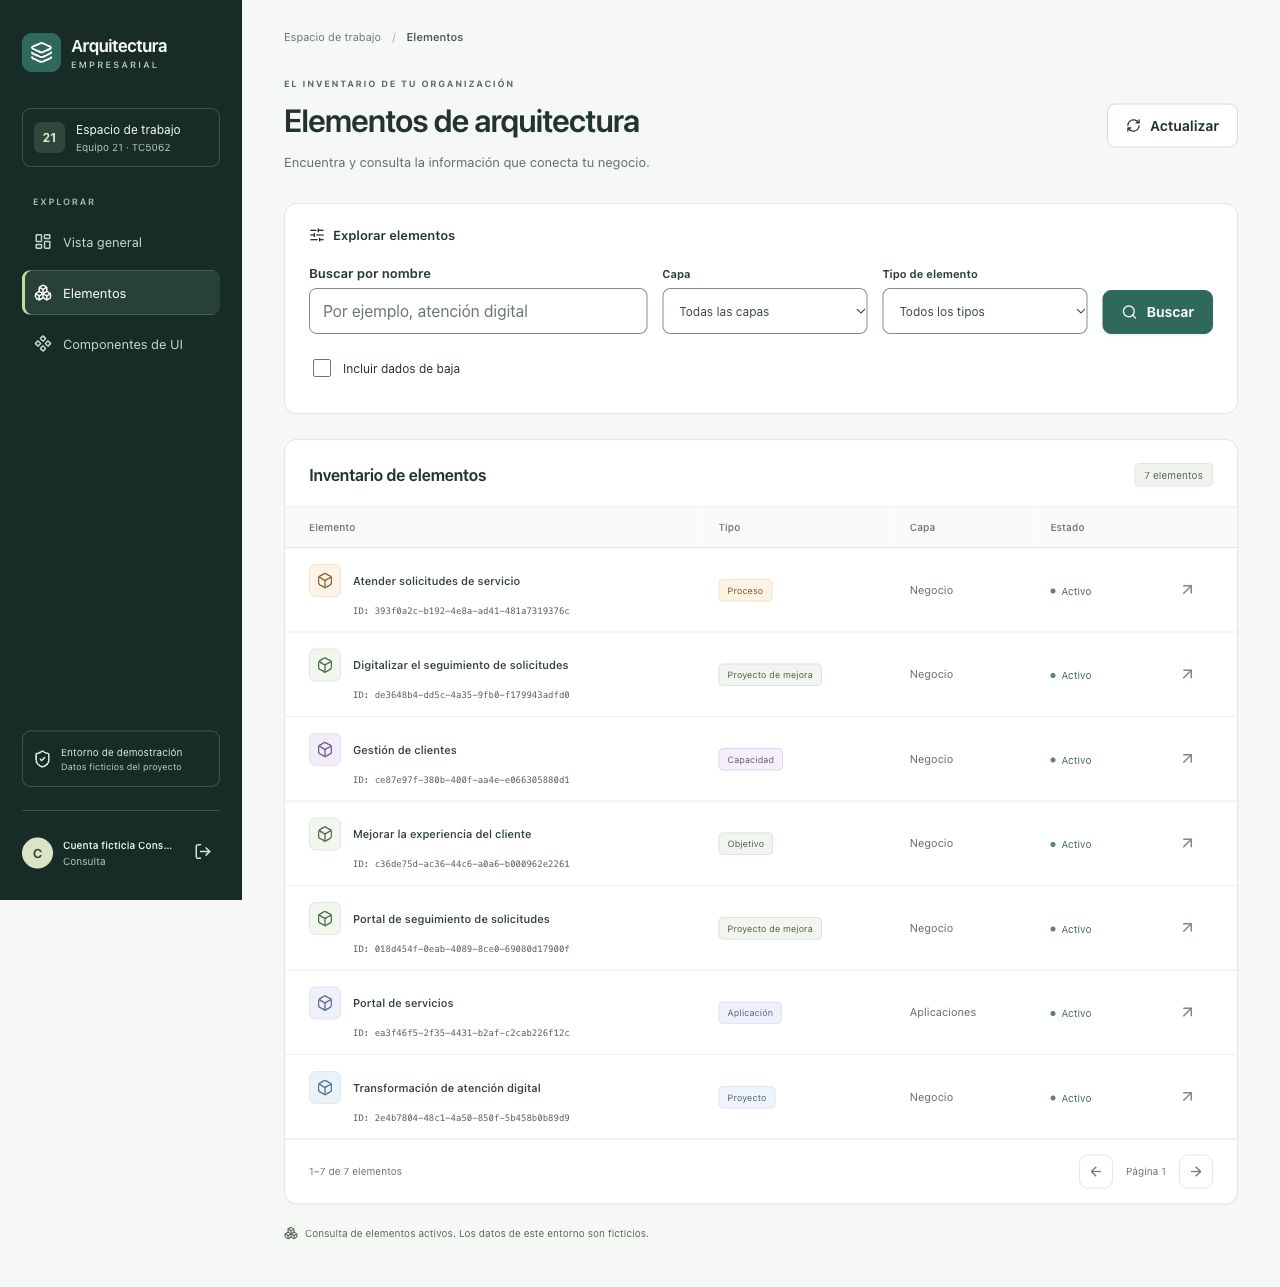 Arquitectura
EMPRESARIAL
21
Espacio de trabajo
Equipo 21 · TC5062
EXPLORAR
Vista general
Elementos
Componentes de UI
Entorno de demostración
Datos ficticios del proyecto
C
Cuenta ficticia Cons...
Consulta
Espacio de trabajo / Elementos
EL INVENTARIO DE TU ORGANIZACIÓN
Elementos de arquitectura
Actualizar
Encuentra y consulta la información que conecta tu negocio.
Explorar elementos
Buscar por nombre
Capa
Tipo de elemento
Por ejemplo, atención digital
Todas las capas
Todos los tipos
Buscar
Incluir dados de baja
Inventario de elementos
7 elementos
Elemento Tipo Capa Estado
Atender solicitudes de servicio
ID: 393f0a2c-b192-4e8a-ad41-481a7319376c
Proceso
Negocio
Activo
Digitalizar el seguimiento de solicitudes
ID: de3648b4-dd5c-4a35-9fb0-f179943adfd0
Proyecto de mejora
Negocio
Activo
Gestión de clientes
ID: ce87e97f-380b-400f-aa4e-e066305880d1
Capacidad
Negocio
Activo
Mejorar la experiencia del cliente
ID: c36de75d-ac36-44c6-a0a6-b000962e2261
Objetivo
Negocio
Activo
Portal de seguimiento de solicitudes
ID: 018d454f-0eab-4089-8ce0-69080d17900f
Proyecto de mejora
Negocio
Activo
Portal de servicios
ID: ea3f46f5-2f35-4431-b2af-c2cab226f12c
Aplicación
Aplicaciones
Activo
Transformación de atención digital
ID: 2e4b7804-48c1-4a50-850f-5b458b0b89d9
Proyecto
Negocio
Activo
1–7 de 7 elementos
Página 1
Consulta de elementos activos. Los datos de este entorno son ficticios.